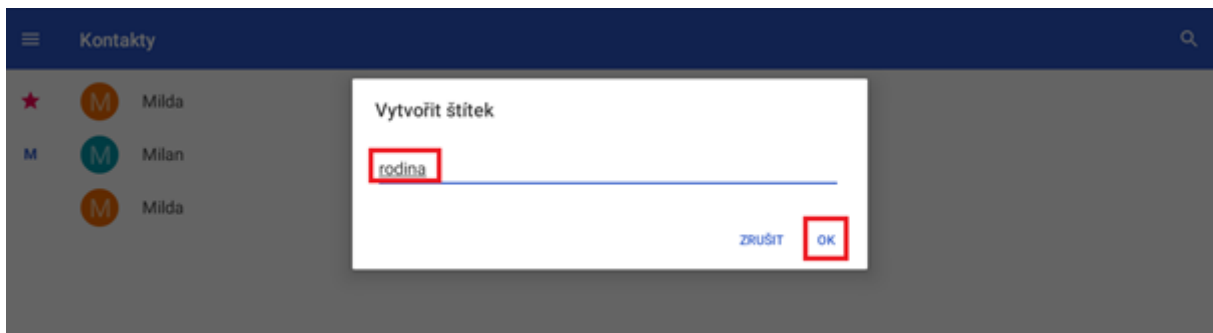 Kontakty
M Milda
Vytvořit štítek
M M Milan
rodina
M Milda
ZRUŠIT OK